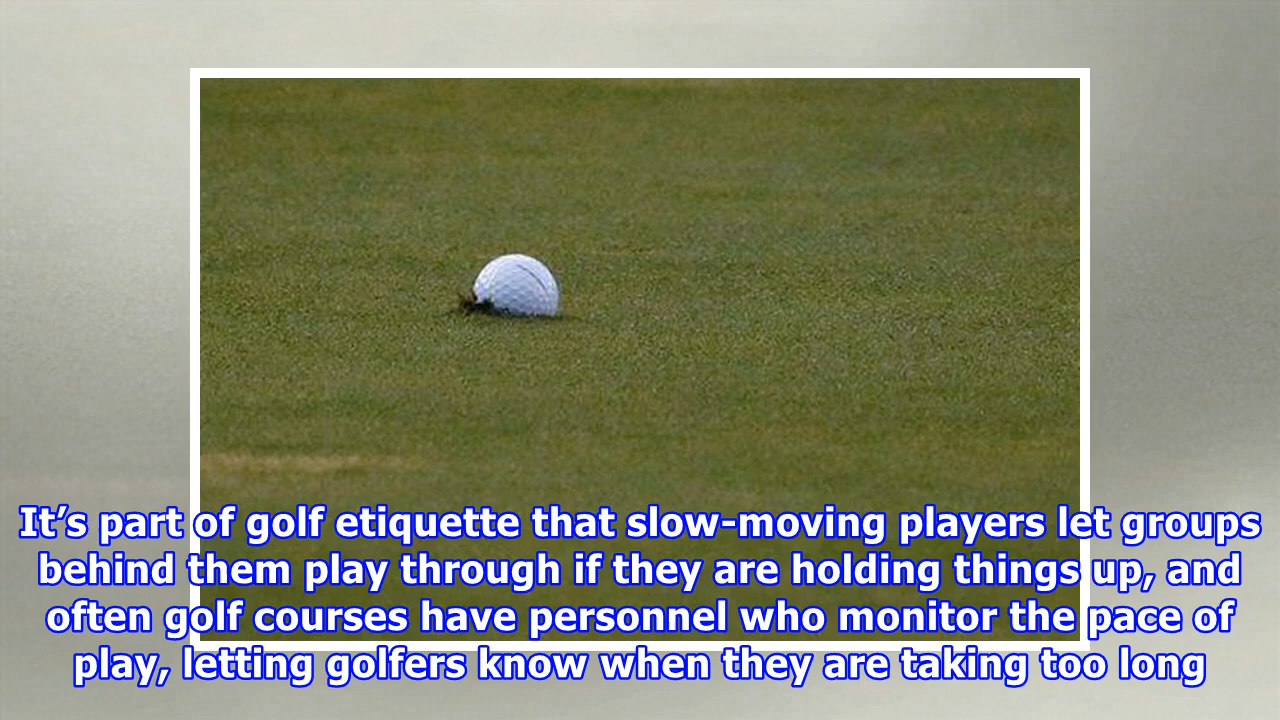 It’s part of golf etiquette that slow-moving players let groups
behind them play through if they are holding things up, and
often golf courses have personnel who monitor the pace of
play, letting golfers know when they are taking too long